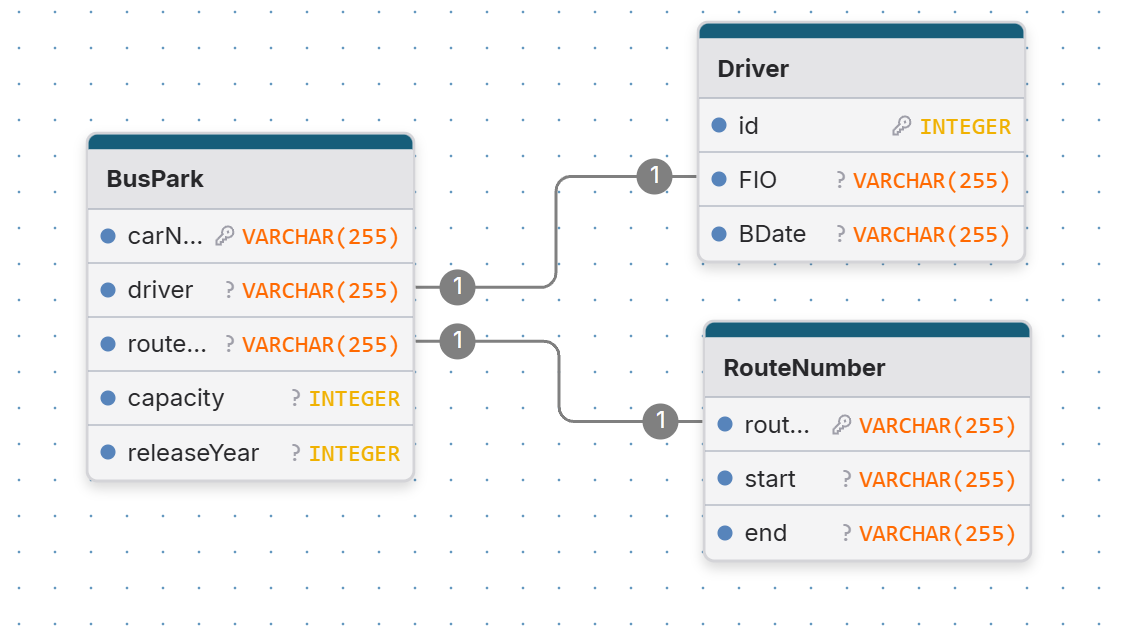 BusPark
carN... VARCHAR(255)
driver ? VARCHAR(255)
route... ? VARCHAR(255)
capacity ? INTEGER
releaseYear ? INTEGER
1
1
1
1
Driver
id INTEGER
FIO ? VARCHAR(255)
BDate ? VARCHAR(255)
RouteNumber
rout... VARCHAR(255)
start ? VARCHAR(255)
end ? VARCHAR(255)